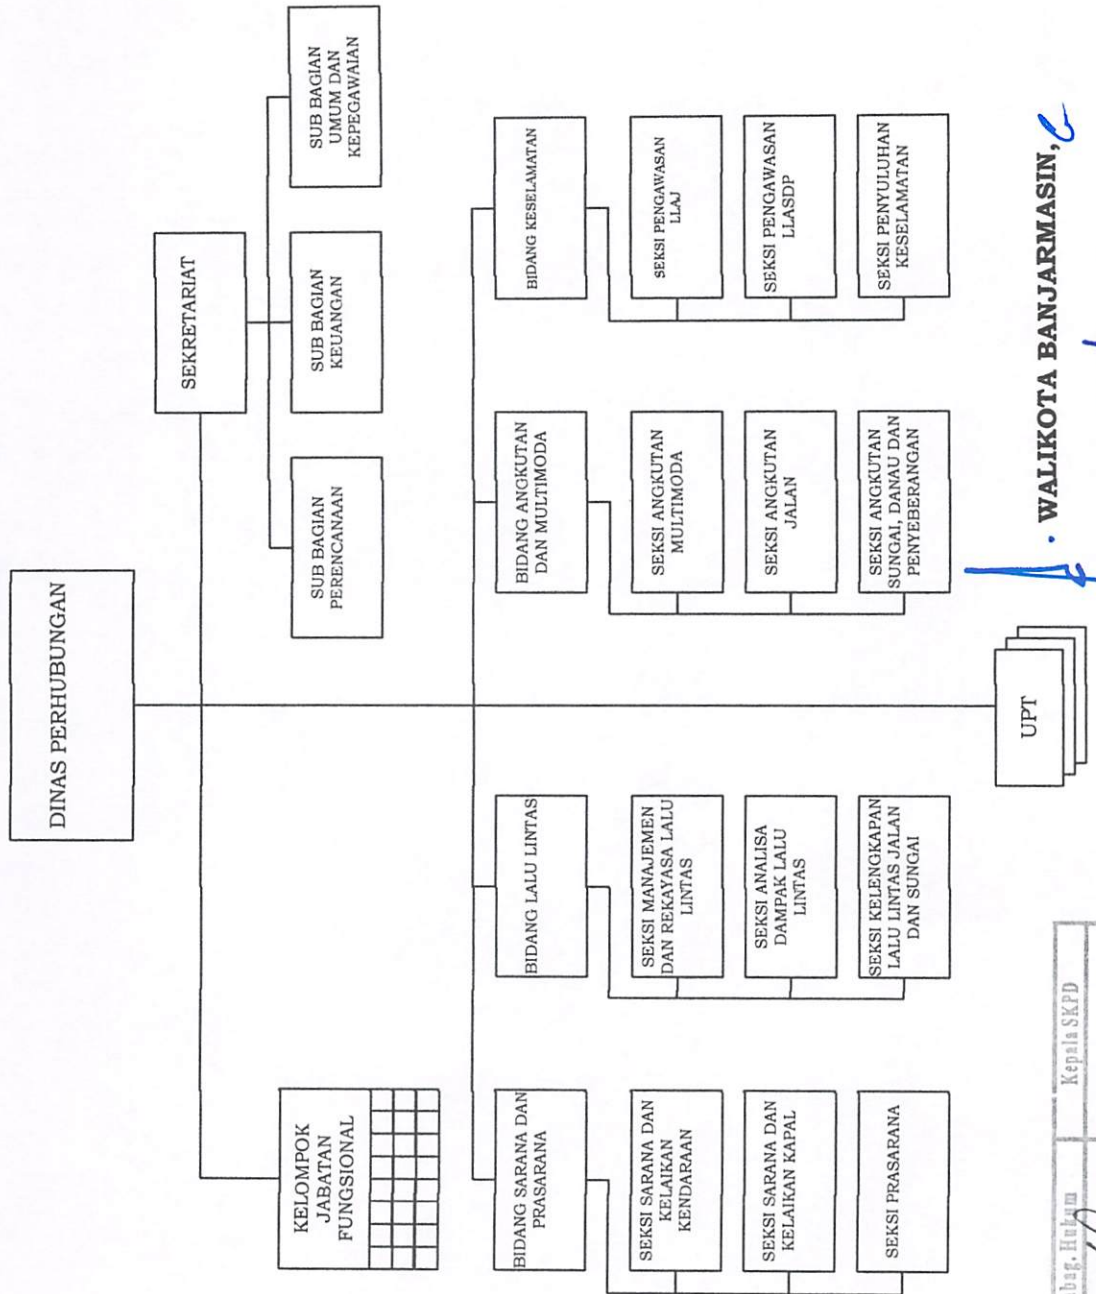 DINAS PERHUBUNGAN
SEKRETARIAT
SUB BAGIAN
PERENCANAAN
SUB BAGIAN
KEUANGAN
SUB BAGIAN
UMUM DAN
KEPEGAWAIAN
KELOMPOK
JABATAN
FUNGSIONAL
BIDANG SARANA DAN
PRASARANA
SEKSI SARANA DAN
KELAIKAN
KENDARAAN
SEKSI SARANA DAN
KELAIKAN KAPAL
SEKSI PRASARANA
BIDANG LALU LINTAS
SEKSI MANAJEMEN
DAN REKAYASA LALU
LINTAS
SEKSI ANALISA
DAMPAK LALU
LINTAS
SEKSI KELENGKAPAN
LALU LINTAS JALAN
DAN SUNGAI
BIDANG ANGKUTAN
DAN MULTIMODA
SEKSI ANGKUTAN
MULTIMODA
SEKSI ANGKUTAN
JALAN
SEKSI ANGKUTAN
SUNGAI, DANAU DAN
PENYEBERANGAN
BIDANG KESELAMATAN
SEKSI PENGAWASAN
LLAJ
SEKSI PENGAWASAN
LLASDP
SEKSI PENYULUHAN
KESELAMATAN
UPT
WALIKOTA BANJARMASIN,
bag. Hukum
Kepala SKPD